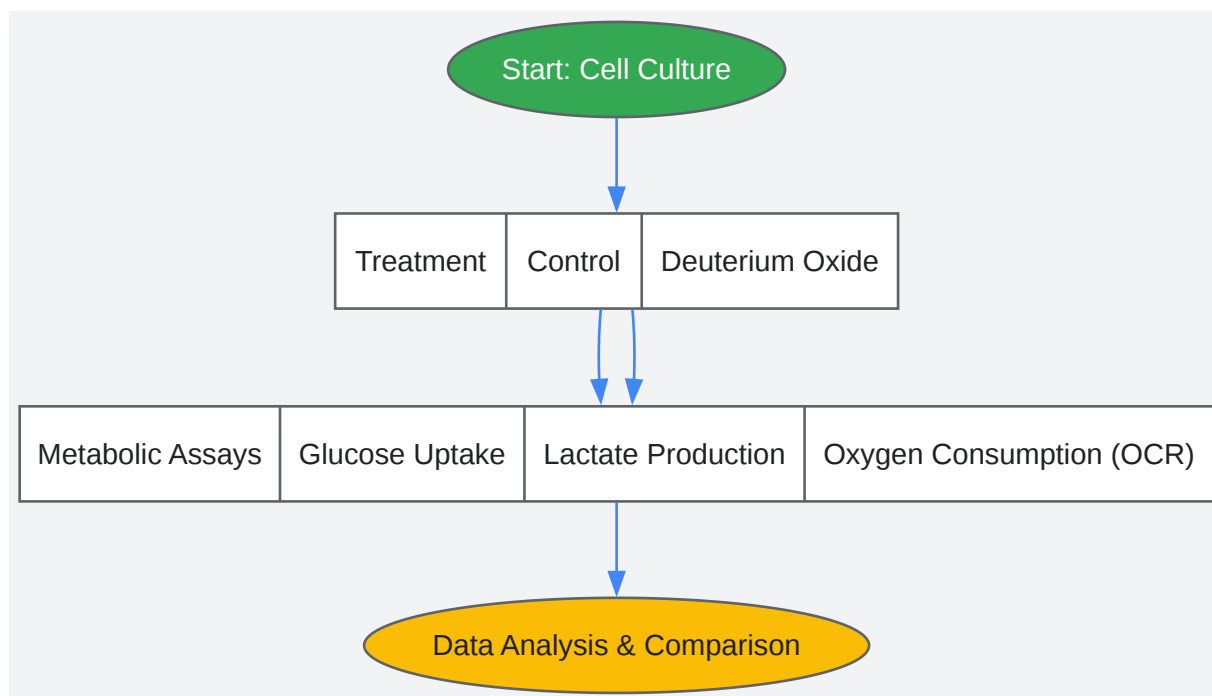 Start: Cell Culture
Treatment Control Deuterium Oxide
Metabolic Assays Glucose Uptake Lactate Production Oxygen Consumption (OCR)
Data Analysis & Comparison